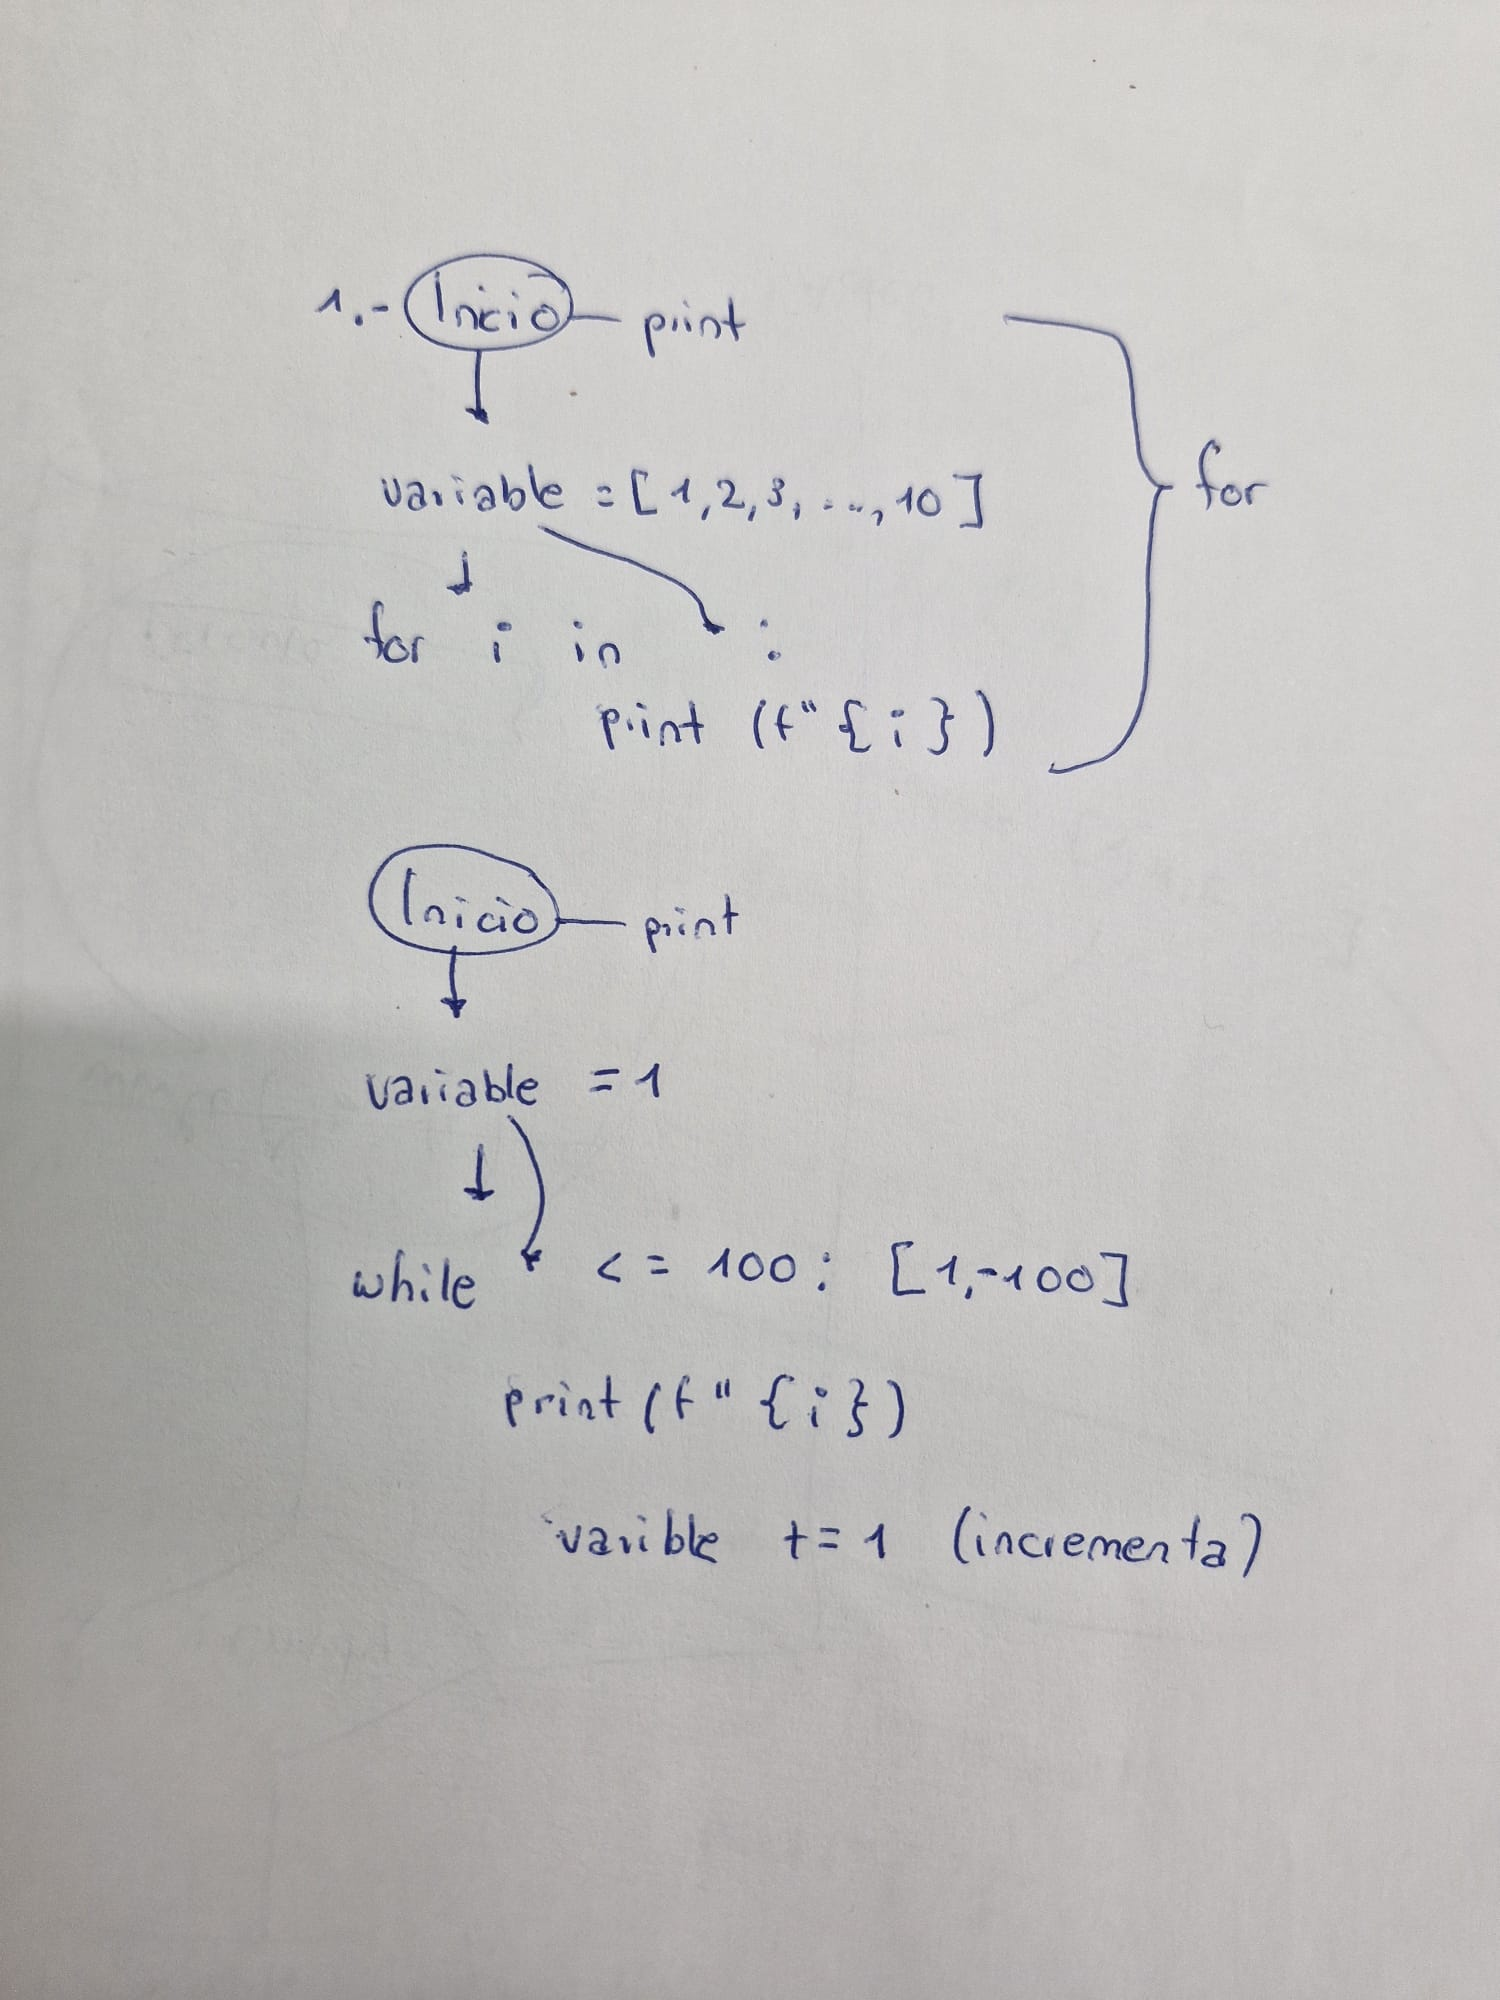 1.- Inicio - print
variable = [1,2,3,...,10]
for
for i in :
print (f"{i})
Inicio - print
variable = 1
while <= 100: [1,-100]
print (f"{i})
varible += 1 (incrementa)